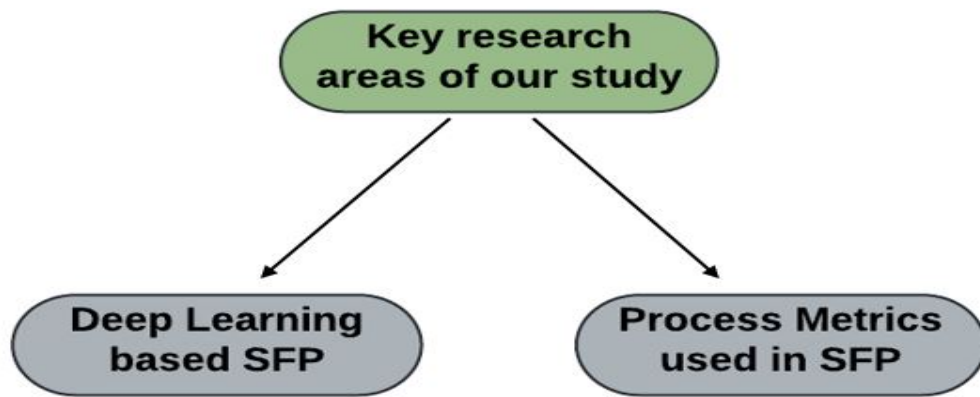 Key research
areas of our study
Deep Learning
based SFP
Process Metrics
used in SFP